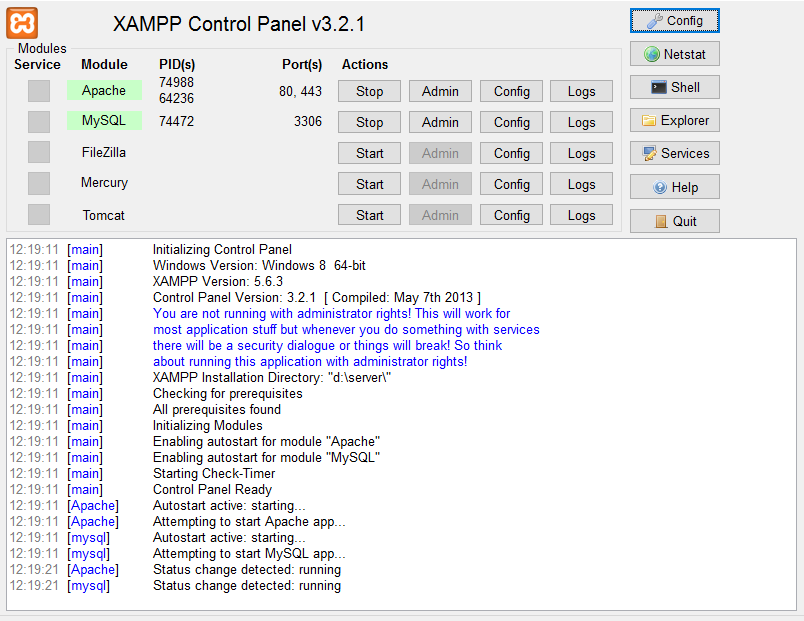 XAMPP Control Panel v3.2.1
Config
Modules
Service Module PID(s) Port(s) Actions
Netstat
Apache 74988 64236 80, 443 Stop Admin Config Logs
Shell
MySQL 74472 3306 Stop Admin Config Logs
Explorer
FileZilla Start Admin Config Logs
Services
Mercury Start Admin Config Logs
Help
Tomcat Start Admin Config Logs
Quit
12:19:11 [main] Initializing Control Panel
12:19:11 [main] Windows Version: Windows 8 64-bit
12:19:11 [main] XAMPP Version: 5.6.3
12:19:11 [main] Control Panel Version: 3.2.1 [ Compiled: May 7th 2013 ]
12:19:11 [main] You are not running with administrator rights! This will work for
12:19:11 [main] most application stuff but whenever you do something with services
12:19:11 [main] there will be a security dialogue or things will break! So think
12:19:11 [main] about running this application with administrator rights!
12:19:11 [main] XAMPP Installation Directory: "d:\server\"
12:19:11 [main] Checking for prerequisites
12:19:11 [main] All prerequisites found
12:19:11 [main] Initializing Modules
12:19:11 [main] Enabling autostart for module "Apache"
12:19:11 [main] Enabling autostart for module "MySQL"
12:19:11 [main] Starting Check-Timer
12:19:11 [main] Control Panel Ready
12:19:11 [Apache] Autostart active: starting...
12:19:11 [Apache] Attempting to start Apache app...
12:19:11 [mysql] Autostart active: starting...
12:19:11 [mysql] Attempting to start MySQL app...
12:19:21 [Apache] Status change detected: running
12:19:21 [mysql] Status change detected: running